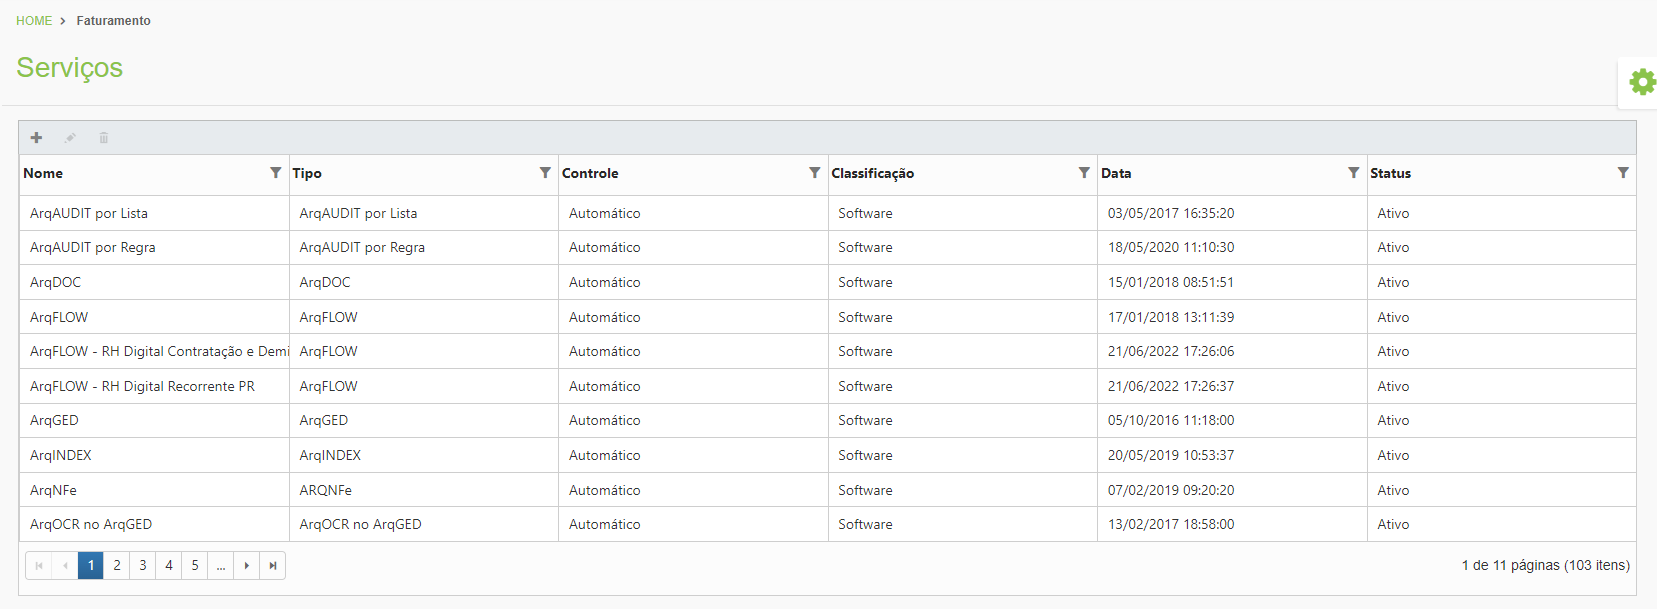 HOME > Faturamento
Serviços
Nome Tipo Controle Classificação Data Status
ArqAUDIT por Lista ArqAUDIT por Lista Automático Software 03/05/2017 16:35:20 Ativo
ArqAUDIT por Regra ArqAUDIT por Regra Automático Software 18/05/2020 11:10:30 Ativo
ArqDOC ArqDOC Automático Software 15/01/2018 08:51:51 Ativo
ArqFLOW ArqFLOW Automático Software 17/01/2018 13:11:39 Ativo
ArqFLOW - RH Digital Contratação e Demi ArqFLOW Automático Software 21/06/2022 17:26:06 Ativo
ArqFLOW - RH Digital Recorrente PR ArqFLOW Automático Software 21/06/2022 17:26:37 Ativo
ArqGED ArqGED Automático Software 05/10/2016 11:18:00 Ativo
ArqINDEX ArqINDEX Automático Software 20/05/2019 10:53:37 Ativo
ArqNFe ARQNFe Automático Software 07/02/2019 09:20:20 Ativo
ArqOCR no ArqGED ArqOCR no ArqGED Automático Software 13/02/2017 18:58:00 Ativo
1 2 3 4 5 ... 1 de 11 páginas (103 itens)